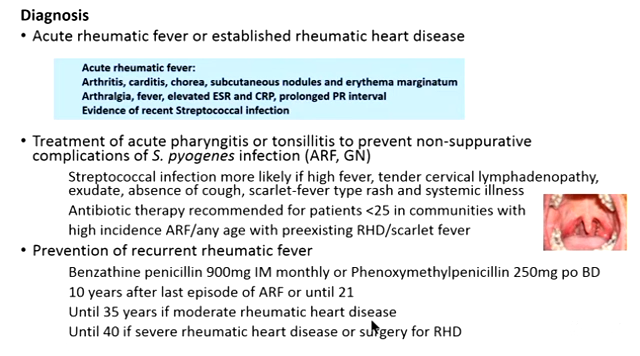 Diagnosis
• Acute rheumatic fever or established rheumatic heart disease
Acute rheumatic fever:
Arthritis, carditis, chorea, subcutaneous nodules and erythema marginatum
Arthralgia, fever, elevated ESR and CRP, prolonged PR interval
Evidence of recent Streptococcal infection
• Treatment of acute pharyngitis or tonsillitis to prevent non-suppurative
complications of S. pyogenes infection (ARF, GN)
Streptococcal infection more likely if high fever, tender cervical lymphadenopathy,
exudate, absence of cough, scarlet-fever type rash and systemic illness
Antibiotic therapy recommended for patients <25 in communities with
high incidence ARF/any age with preexisting RHD/scarlet fever
• Prevention of recurrent rheumatic fever
Benzathine penicillin 900mg IM monthly or Phenoxymethylpenicillin 250mg po BD
10 years after last episode of ARF or until 21
Until 35 years if moderate rheumatic heart disease
Until 40 if severe rheumatic heart disease or surgery for RHD